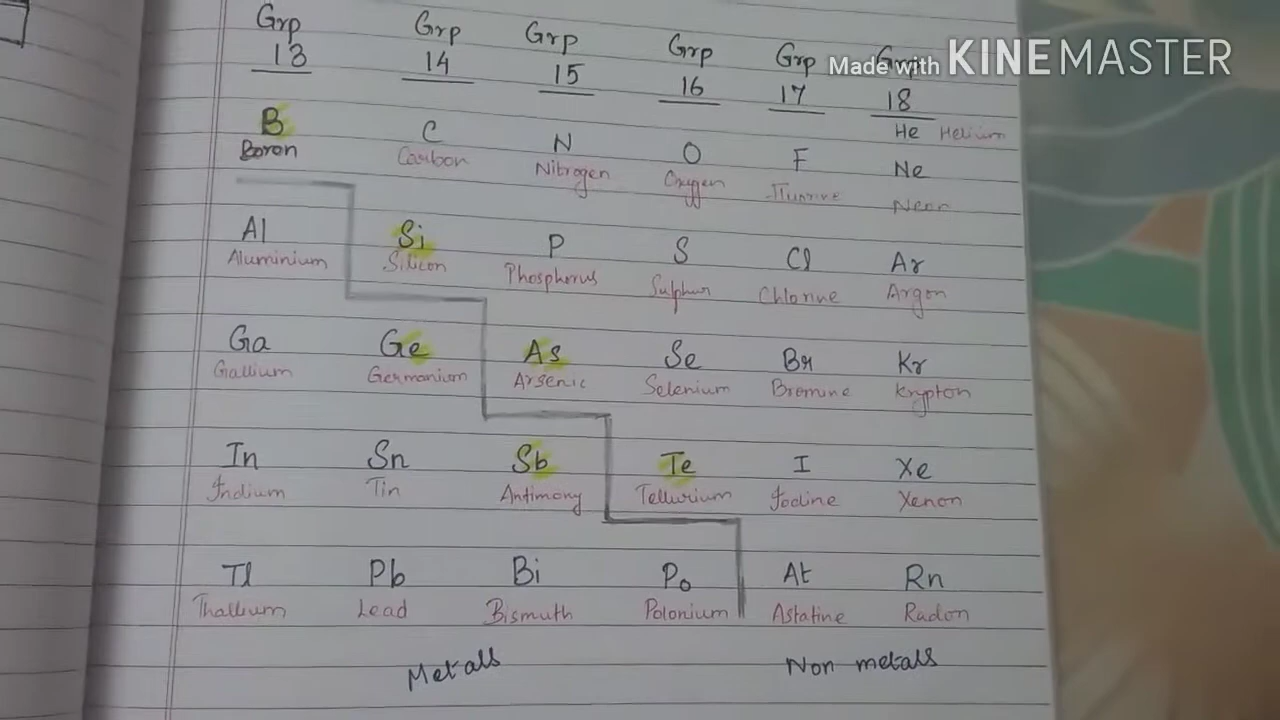 Grp Grp Grp Grp Grp Grp
13 14 15 16 17 18
Made with KINEMASTER
He Helium
B C N O F Ne
Boron Carbon Nitrogen Oxygen Neon
Al Si P S Cl Ar
Aluminium Silicon Phosphorus Sulphur Chlorine Argon
Ga Ge As Se Br Kr
Gallium Germanium Arsenic Selenium Bromine Krypton
In Sn Sb Te I Xe
Indium Tin Antimony Tellurium Iodine Xenon
Tl Pb Bi Po At Rn
Thallium Lead Bismuth Polonium Astatine Radon
Metals Non metals